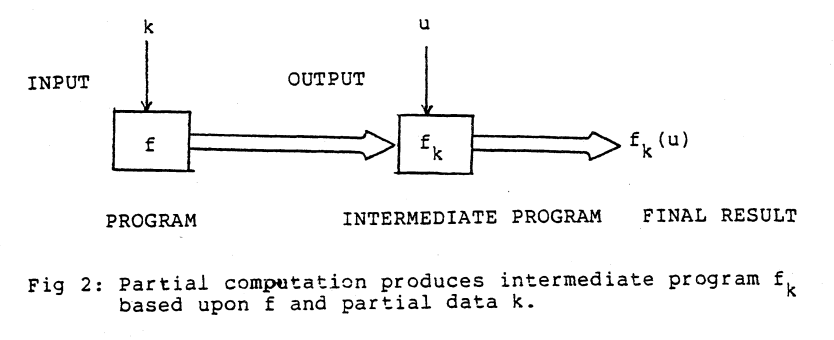 k u
INPUT OUTPUT
f f_k f_k(u)
PROGRAM INTERMEDIATE PROGRAM FINAL RESULT
Fig 2: Partial computation produces intermediate program f_k
based upon f and partial data k.